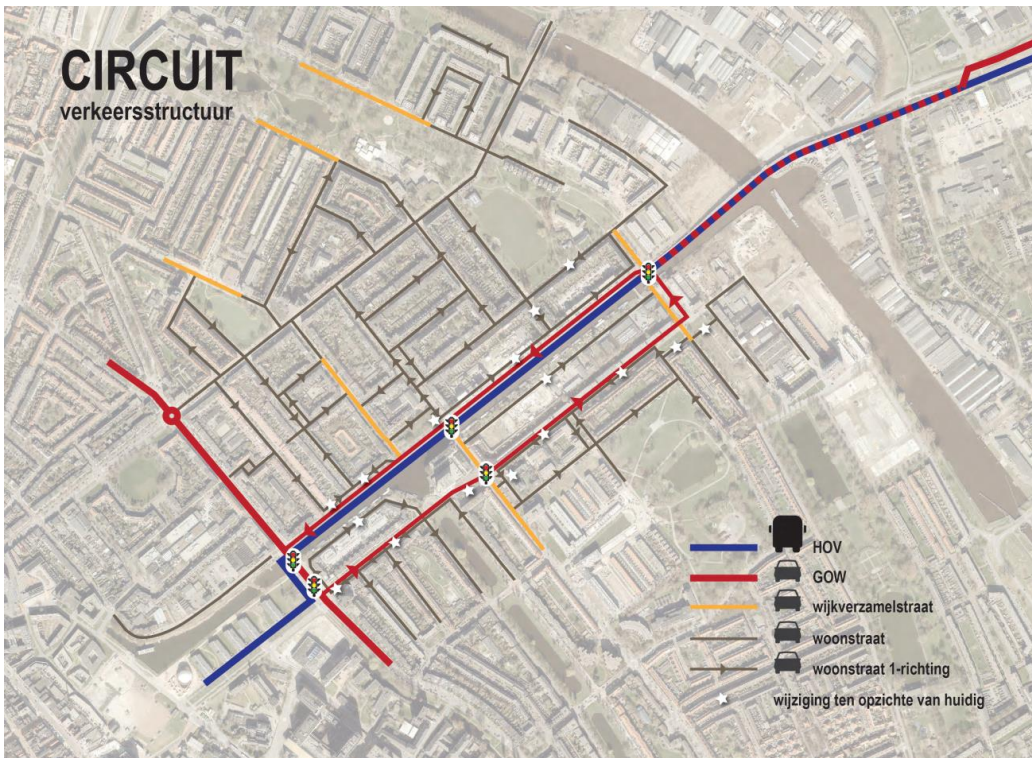 CIRCUIT
verkeersstructuur
HOV
GOW
wijkverzamelstraat
woonstraat
woonstraat 1-richting
wijziging ten opzichte van huidig